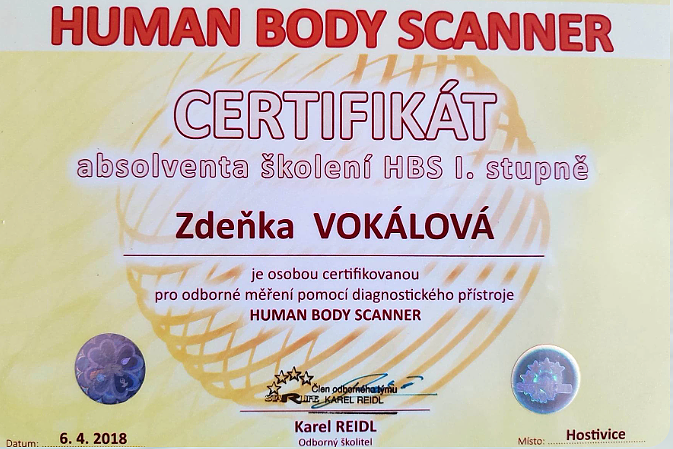 HUMAN BODY SCANNER
CERTIFIKÁT
absolventa školení HBS I. stupně
Zdeňka VOKÁLOVÁ
je osobou certifikovanou
pro odborné měření pomocí diagnostického přístroje
HUMAN BODY SCANNER
Člen odborného týmu
KAREL REIDL
Karel REIDL
Odborný školitel
Datum: 6. 4. 2018
Místo: Hostivice